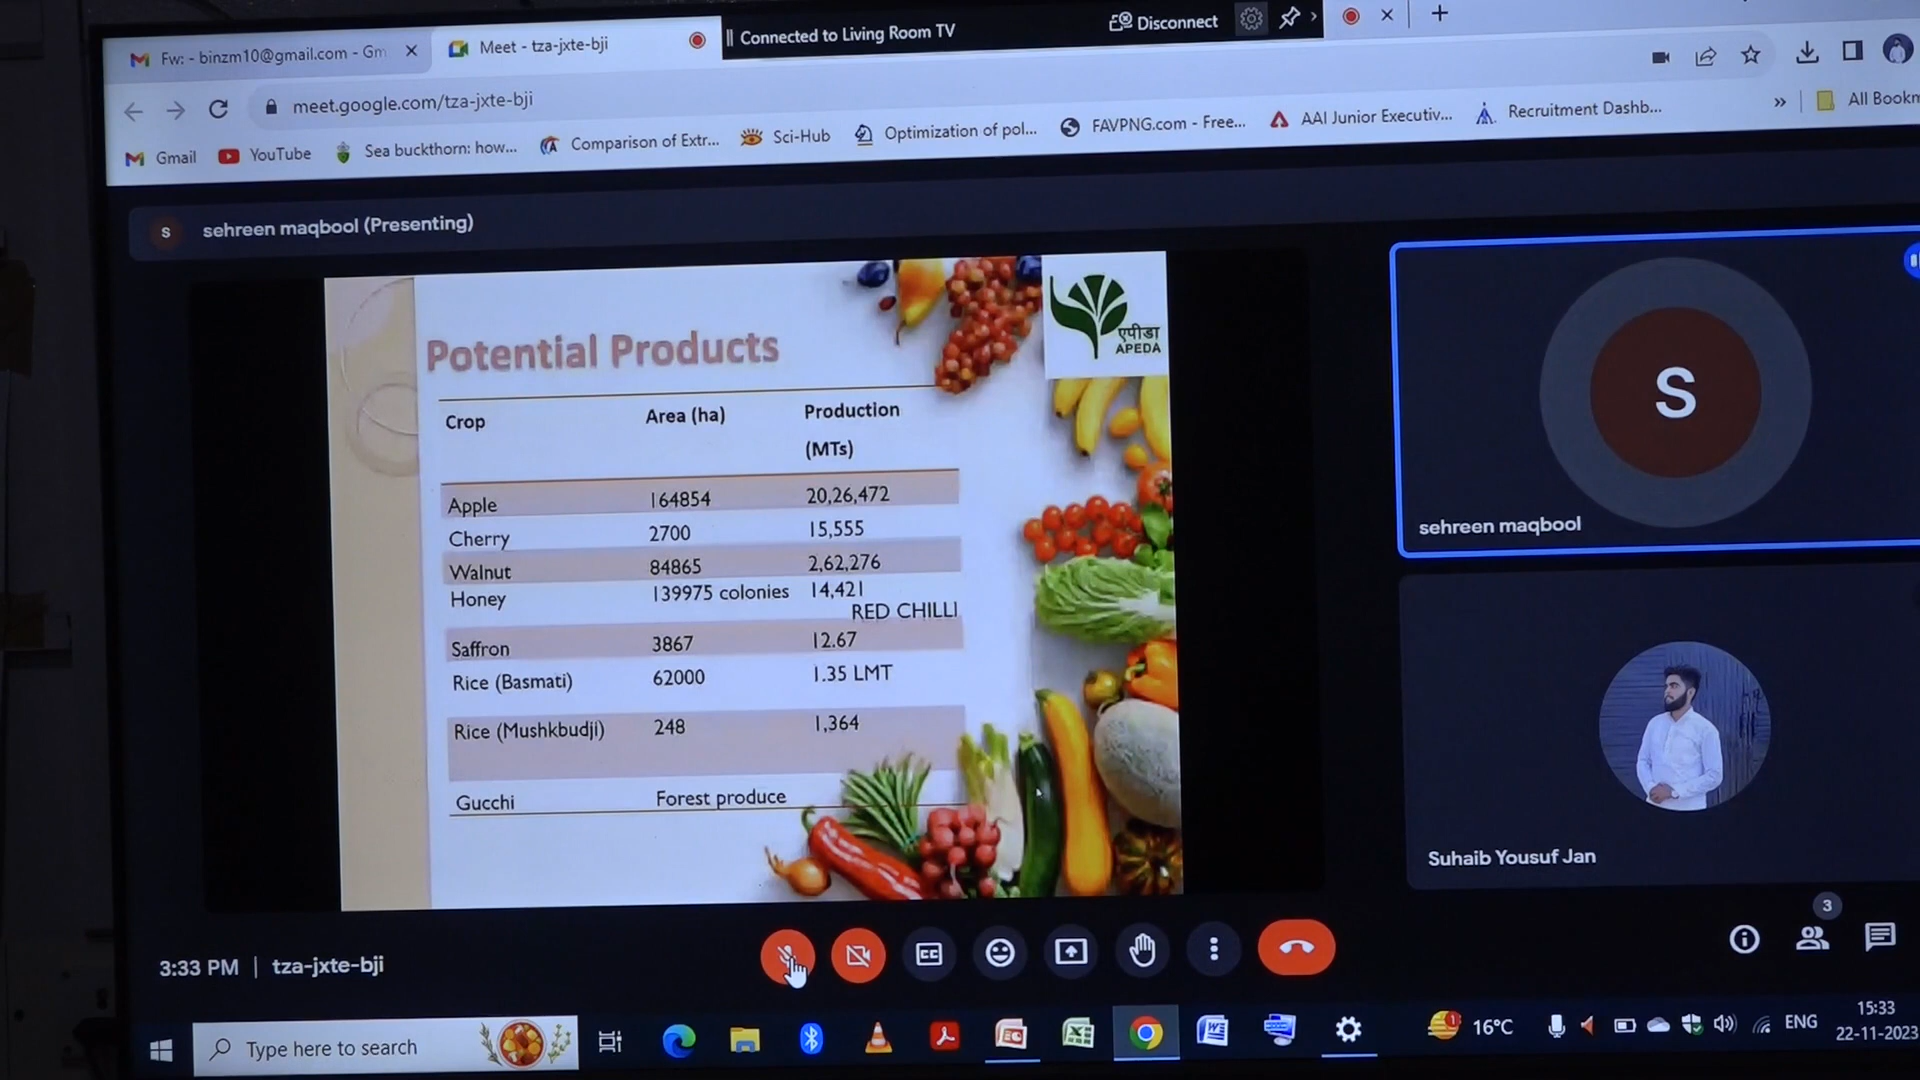 Fw: - binzm10@gmail.com - Gm
Meet - tza-jxte-bji
Connected to Living Room TV
Disconnect
meet.google.com/tza-jxte-bji
Gmail
YouTube
Sea buckthorn: how...
Comparison of Extr...
Sci-Hub
Optimization of pol...
FAVPNG.com - Free...
AAI Junior Executiv...
Recruitment Dashb...
»
All Bookm
S
sehreen maqbool (Presenting)
Potential Products
एपीडा
APEDA
Crop Area (ha) Production
(MTs)
Apple 164854 20,26,472
Cherry 2700 15,555
Walnut 84865 2,62,276
Honey 139975 colonies 14,421
RED CHILLI
Saffron 3867 12.67
Rice (Basmati) 62000 1.35 LMT
Rice (Mushkbudji) 248 1,364
Gucchi Forest produce
S
sehreen maqbool
Suhaib Yousuf Jan
3:33 PM | tza-jxte-bji
3
Type here to search
16°C
ENG
15:33
22-11-2023